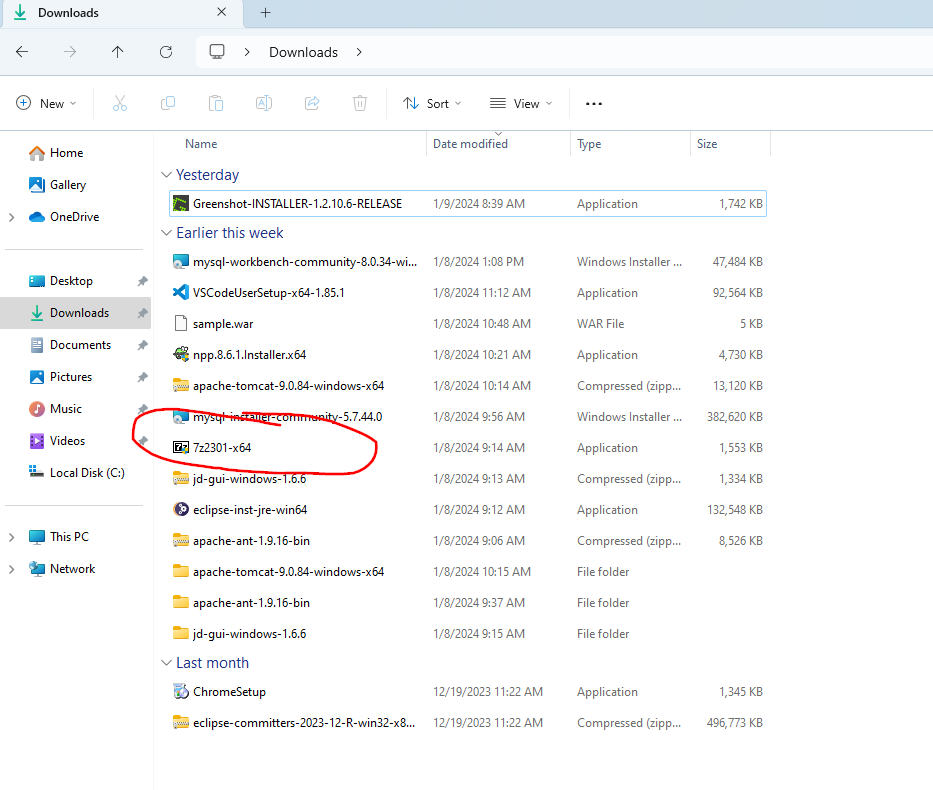 Downloads
Downloads
New
Sort
View
Name Date modified Type Size
Home
Gallery
OneDrive
Desktop
Downloads
Documents
Pictures
Music
Videos
Local Disk (C:)
This PC
Network
Yesterday
Greenshot-INSTALLER-1.2.10.6-RELEASE 1/9/2024 8:39 AM Application 1,742 KB
Earlier this week
mysql-workbench-community-8.0.34-wi... 1/8/2024 1:08 PM Windows Installer ... 47,484 KB
VSCodeUserSetup-x64-1.85.1 1/8/2024 11:12 AM Application 92,564 KB
sample.war 1/8/2024 10:48 AM WAR File 5 KB
npp.8.6.1.Installer.x64 1/8/2024 10:21 AM Application 4,730 KB
apache-tomcat-9.0.84-windows-x64 1/8/2024 10:14 AM Compressed (zipp... 13,120 KB
mysql-installer-community-5.7.44.0 1/8/2024 9:56 AM Windows Installer ... 382,620 KB
7z2301-x64 1/8/2024 9:14 AM Application 1,553 KB
jd-gui-windows-1.6.6 1/8/2024 9:13 AM Compressed (zipp... 1,334 KB
eclipse-inst-jre-win64 1/8/2024 9:12 AM Application 132,548 KB
apache-ant-1.9.16-bin 1/8/2024 9:06 AM Compressed (zipp... 8,526 KB
apache-tomcat-9.0.84-windows-x64 1/8/2024 10:15 AM File folder
apache-ant-1.9.16-bin 1/8/2024 9:37 AM File folder
jd-gui-windows-1.6.6 1/8/2024 9:15 AM File folder
Last month
ChromeSetup 12/19/2023 11:22 AM Application 1,345 KB
eclipse-committers-2023-12-R-win32-x8... 12/19/2023 11:22 AM Compressed (zipp... 496,773 KB